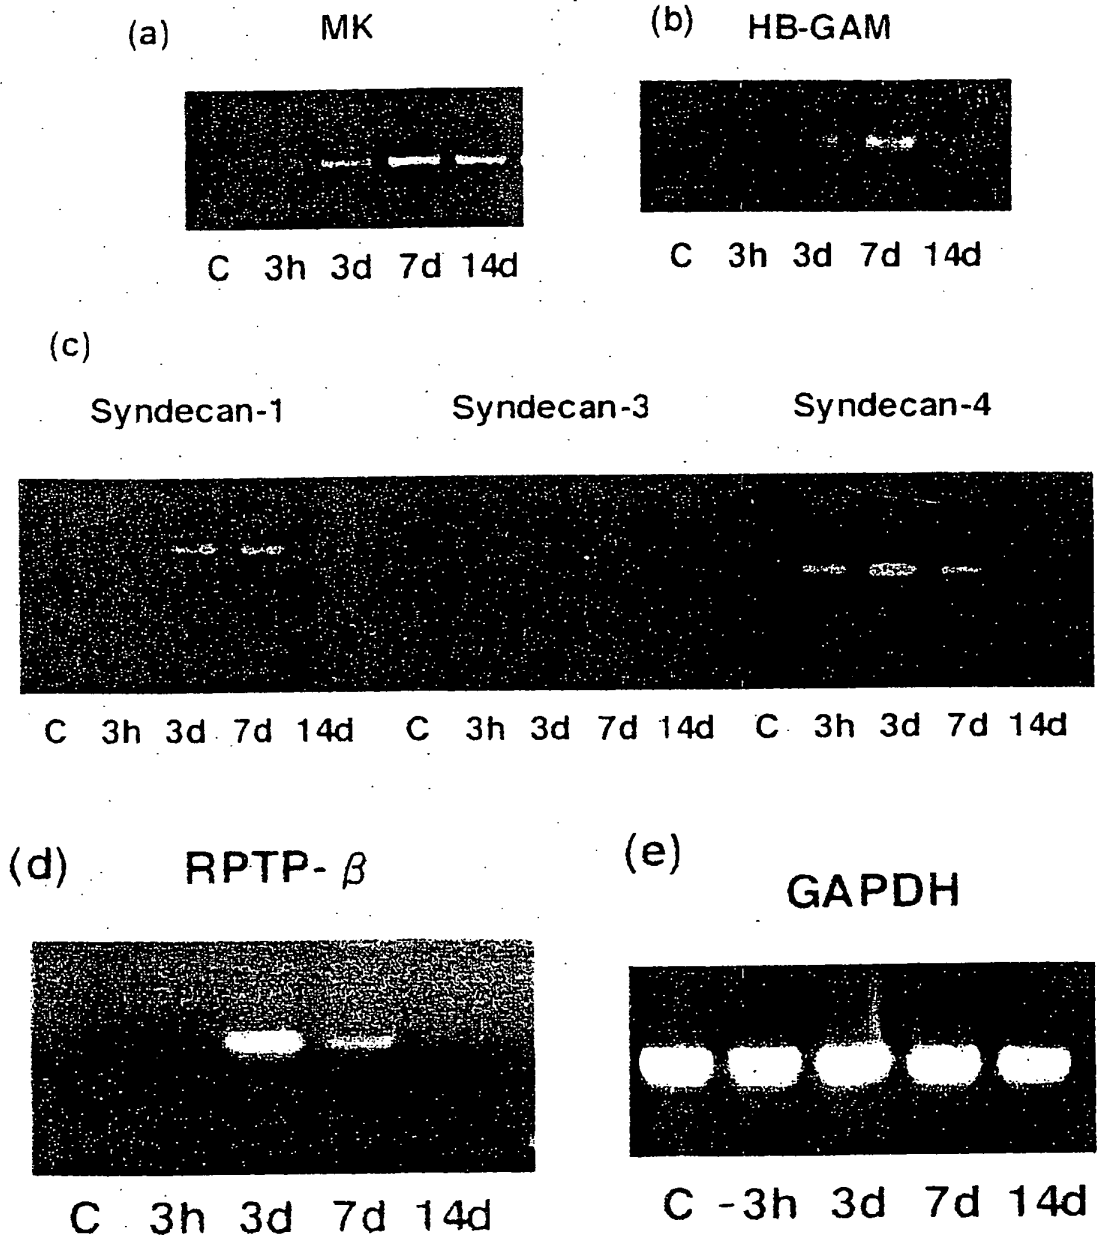 (a) MK
(b) HB-GAM
C 3h 3d 7d 14d
C 3h 3d 7d 14d
(c)
Syndecan-1 Syndecan-3 Syndecan-4
C 3h 3d 7d 14d C 3h 3d 7d 14d C 3h 3d 7d 14d
(d) RPTP-β
(e) GAPDH
C 3h 3d 7d 14d
C -3h 3d 7d 14d